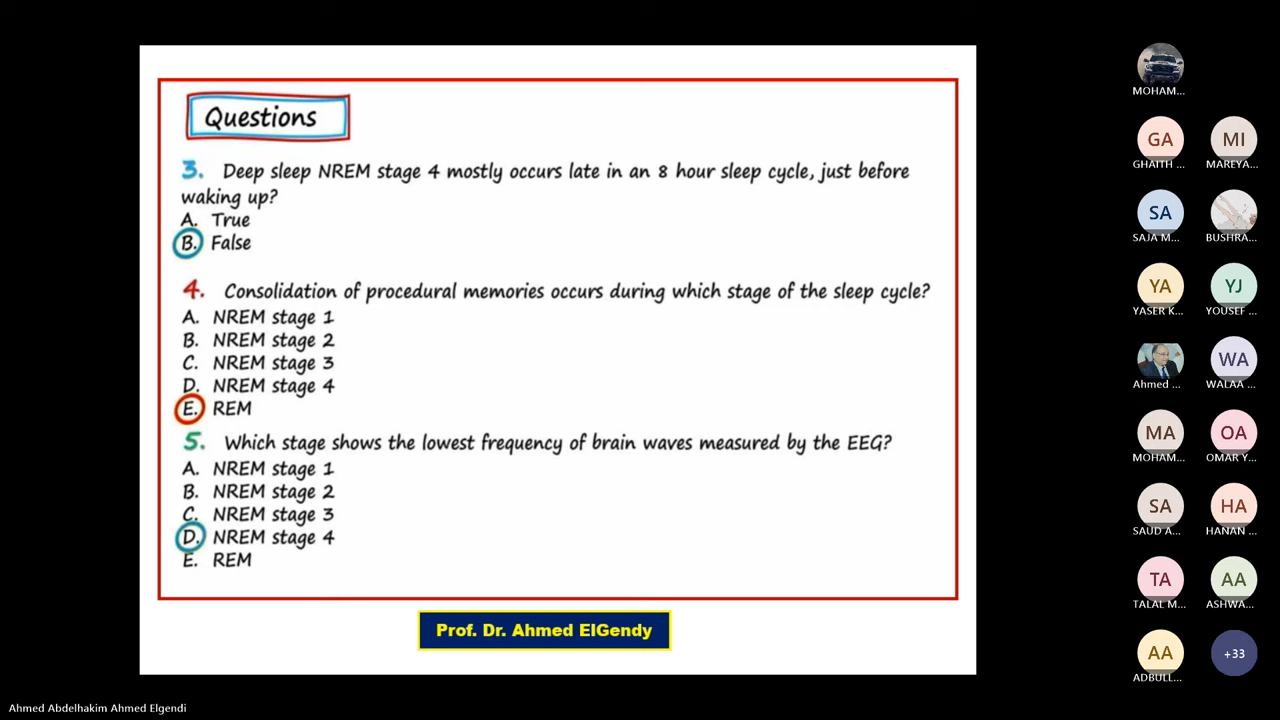 Questions
3. Deep sleep NREM stage 4 mostly occurs late in an 8 hour sleep cycle, just before
waking up?
A. True
B. False
4. Consolidation of procedural memories occurs during which stage of the sleep cycle?
A. NREM stage 1
B. NREM stage 2
C. NREM stage 3
D. NREM stage 4
E. REM
5. Which stage shows the lowest frequency of brain waves measured by the EEG?
A. NREM stage 1
B. NREM stage 2
C. NREM stage 3
D. NREM stage 4
E. REM
Prof. Dr. Ahmed ElGendy
MOHAM...
GA MI
GHAITH ... MAREYA...
SA
SAJA M... BUSHRA...
YA YJ
YASER K... YOUSEF ...
WA
Ahmed ... WALAA ...
MA OA
MOHAM... OMAR Y...
SA HA
SAUD A... HANAN ...
TA AA
TALAL M... ASHWA...
AA +33
ADBULL...
Ahmed Abdelhakim Ahmed Elgendi